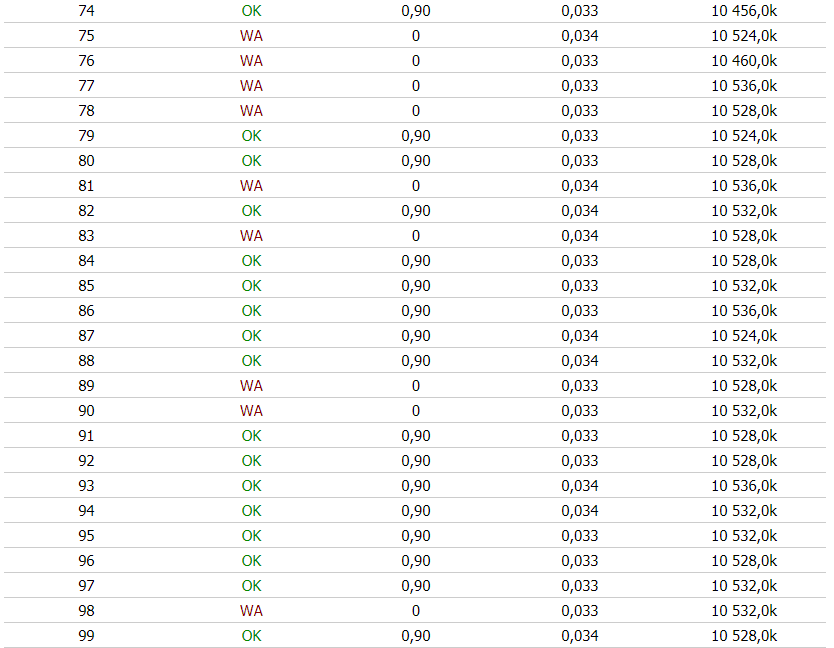 74 OK 0,90 0,033 10 456,0k
75 WA 0 0,034 10 524,0k
76 WA 0 0,033 10 460,0k
77 WA 0 0,033 10 536,0k
78 WA 0 0,033 10 528,0k
79 OK 0,90 0,033 10 524,0k
80 OK 0,90 0,033 10 528,0k
81 WA 0 0,034 10 536,0k
82 OK 0,90 0,034 10 532,0k
83 WA 0 0,034 10 528,0k
84 OK 0,90 0,033 10 528,0k
85 OK 0,90 0,033 10 532,0k
86 OK 0,90 0,033 10 536,0k
87 OK 0,90 0,034 10 524,0k
88 OK 0,90 0,034 10 532,0k
89 WA 0 0,033 10 528,0k
90 WA 0 0,033 10 532,0k
91 OK 0,90 0,033 10 528,0k
92 OK 0,90 0,033 10 528,0k
93 OK 0,90 0,034 10 536,0k
94 OK 0,90 0,034 10 532,0k
95 OK 0,90 0,033 10 532,0k
96 OK 0,90 0,033 10 528,0k
97 OK 0,90 0,033 10 532,0k
98 WA 0 0,033 10 532,0k
99 OK 0,90 0,034 10 528,0k